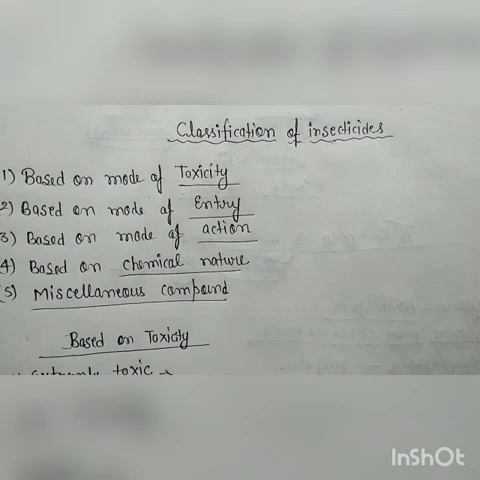 Classification of insecticides
1) Based on mode of Toxicity
2) Based on mode of Entry
3) Based on mode of action
4) Based on chemical nature
(5) Miscellaneous compound
Based on Toxicity
toxic
InShOt